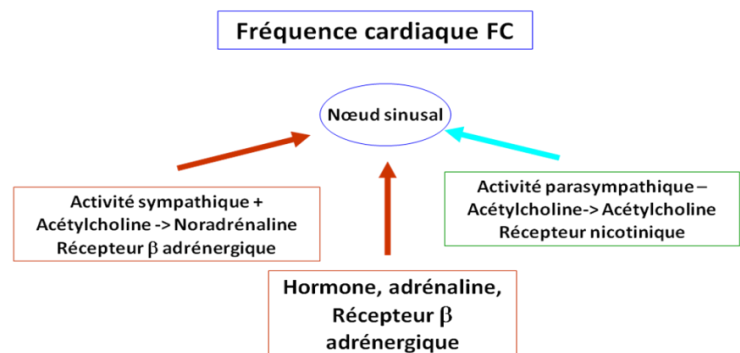 Fréquence cardiaque FC
Nœud sinusal
Activité sympathique +
Acétylcholine -> Noradrénaline
Récepteur β adrénergique
Activité parasympathique –
Acétylcholine-> Acétylcholine
Récepteur nicotinique
Hormone, adrénaline,
Récepteur β
adrénergique